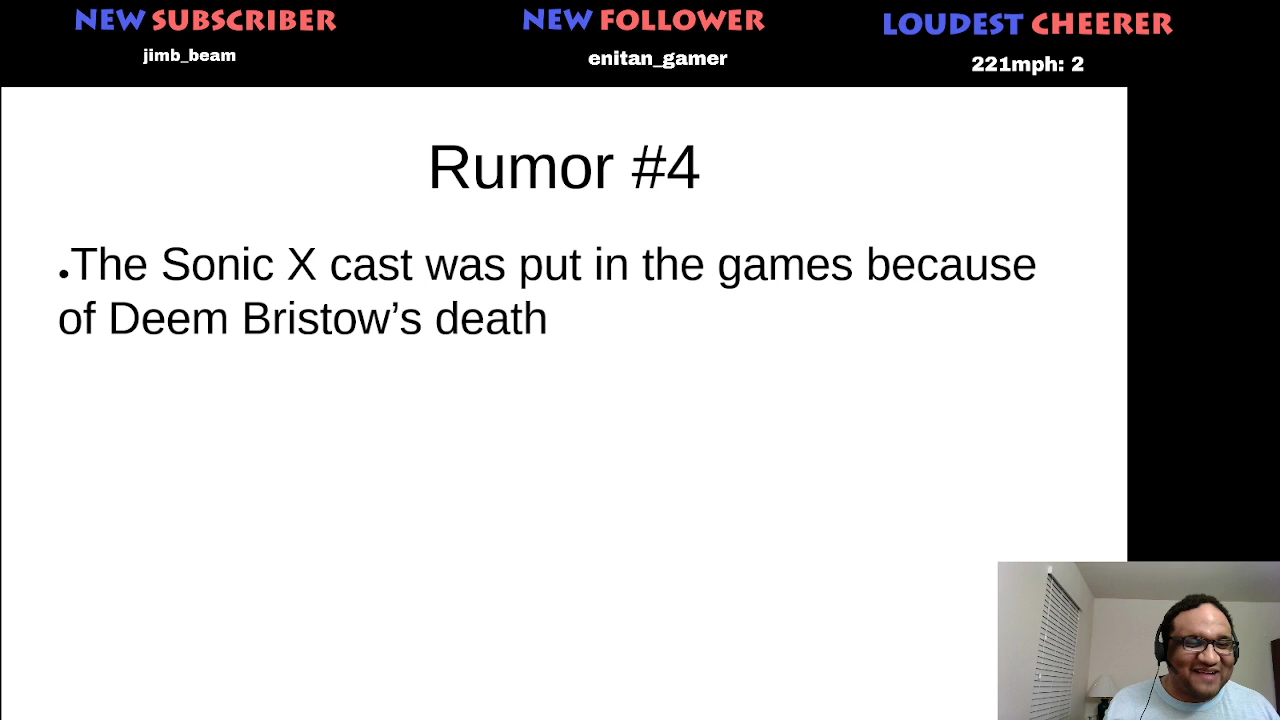 NEW SUBSCRIBER
jimb_beam
NEW FOLLOWER
enitan_gamer
LOUDEST CHEERER
221mph: 2
Rumor #4
•The Sonic X cast was put in the games because
of Deem Bristow’s death